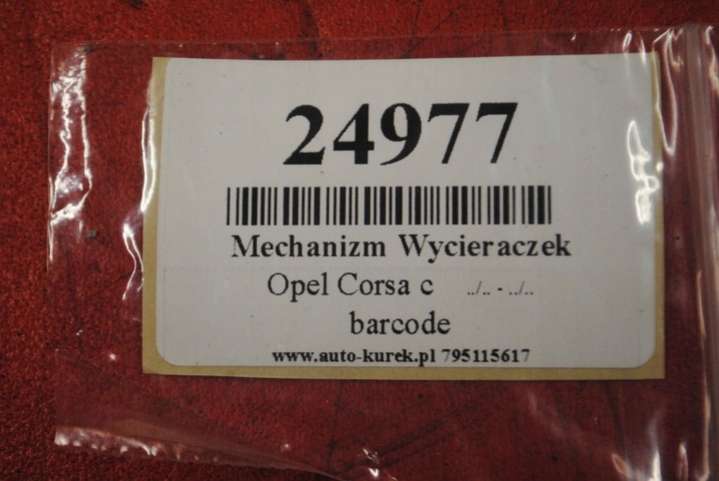 24977
Mechanizm Wycieraczek
Opel Corsa c ../.. - ../..
barcode
www.auto-kurek.pl 795115617